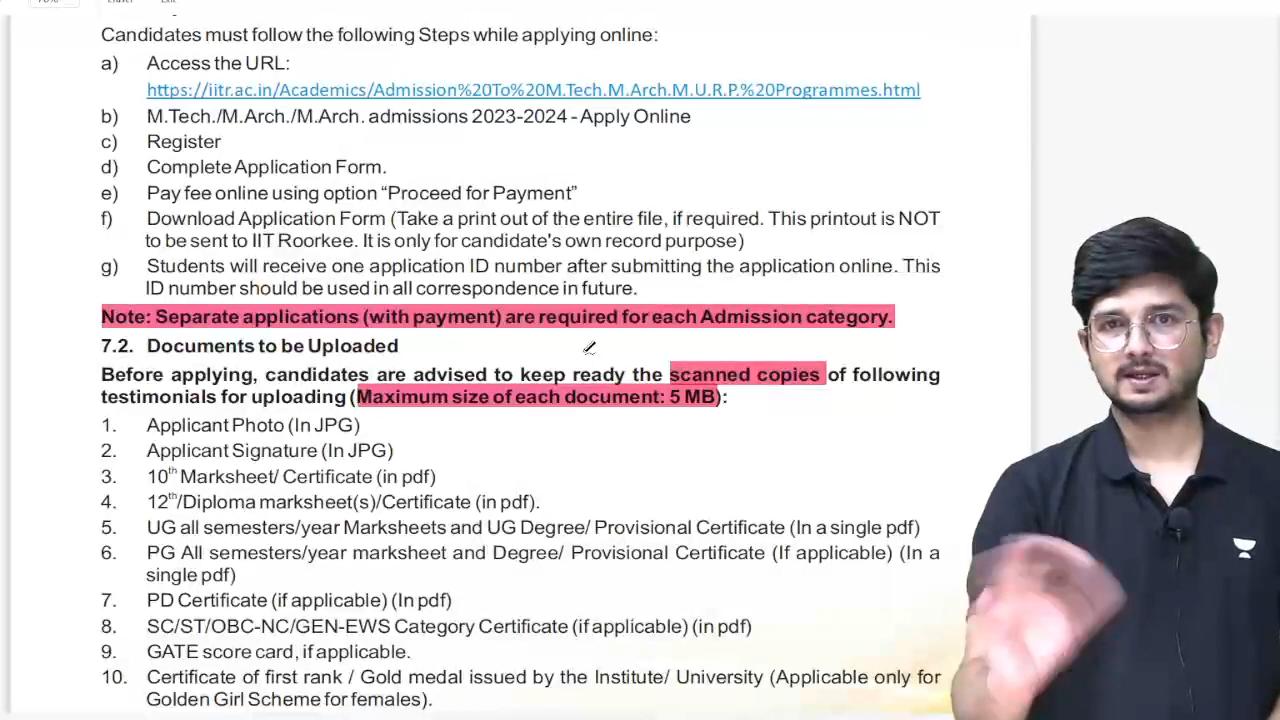 Candidates must follow the following Steps while applying online:
a) Access the URL:
https://iitr.ac.in/Academics/Admission%20To%20M.Tech.M.Arch.M.U.R.P.%20Programmes.html
b) M.Tech./M.Arch./M.Arch. admissions 2023-2024 - Apply Online
c) Register
d) Complete Application Form.
e) Pay fee online using option “Proceed for Payment”
f) Download Application Form (Take a print out of the entire file, if required. This printout is NOT
to be sent to IIT Roorkee. It is only for candidate's own record purpose)
g) Students will receive one application ID number after submitting the application online. This
ID number should be used in all correspondence in future.
Note: Separate applications (with payment) are required for each Admission category.
7.2. Documents to be Uploaded
Before applying, candidates are advised to keep ready the scanned copies of following
testimonials for uploading (Maximum size of each document: 5 MB):
1. Applicant Photo (In JPG)
2. Applicant Signature (In JPG)
3. 10th Marksheet/ Certificate (in pdf)
4. 12th/Diploma marksheet(s)/Certificate (in pdf).
5. UG all semesters/year Marksheets and UG Degree/ Provisional Certificate (In a single pdf)
6. PG All semesters/year marksheet and Degree/ Provisional Certificate (If applicable) (In a
single pdf)
7. PD Certificate (if applicable) (In pdf)
8. SC/ST/OBC-NC/GEN-EWS Category Certificate (if applicable) (in pdf)
9. GATE score card, if applicable.
10. Certificate of first rank / Gold medal issued by the Institute/ University (Applicable only for
Golden Girl Scheme for females).